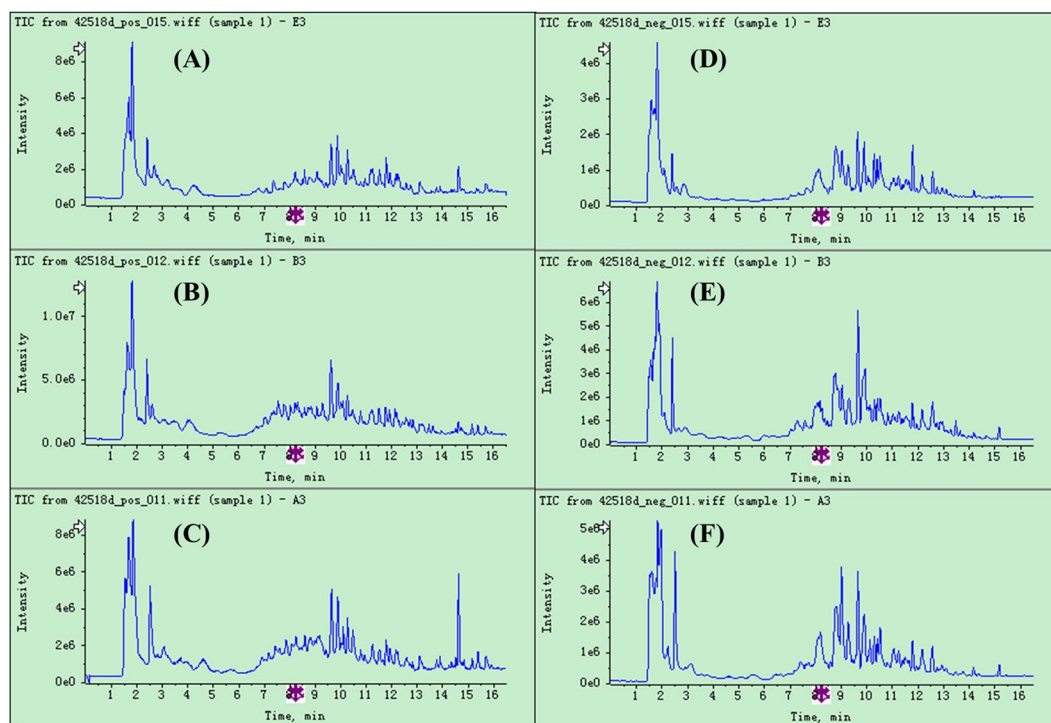 TIC from 42518d_pos_015.wiff (sample 1) - E3
(A)
8e6
6e6
4e6
2e6
0e0
Intensity
1 2 3 4 5 6 7 9 10 11 12 13 14 15 16
Time, min
TIC from 42518d_neg_015.wiff (sample 1) - E3
(D)
4e6
3e6
2e6
1e6
0e0
Intensity
1 2 3 4 5 6 7 9 10 11 12 13 14 15 16
Time, min
TIC from 42518d_pos_012.wiff (sample 1) - B3
(B)
1.0e7
5.0e6
0.0e0
Intensity
1 2 3 4 5 6 7 9 10 11 12 13 14 15 16
Time, min
TIC from 42518d_neg_012.wiff (sample 1) - B3
(E)
6e6
5e6
4e6
3e6
2e6
1e6
0e0
Intensity
1 2 3 4 5 6 7 9 10 11 12 13 14 15 16
Time, min
TIC from 42518d_pos_011.wiff (sample 1) - A3
(C)
8e6
6e6
4e6
2e6
0e0
Intensity
1 2 3 4 5 6 7 9 10 11 12 13 14 15 16
Time, min
TIC from 42518d_neg_011.wiff (sample 1) - A3
(F)
5e6
4e6
3e6
2e6
1e6
0e0
Intensity
1 2 3 4 5 6 7 9 10 11 12 13 14 15 16
Time, min